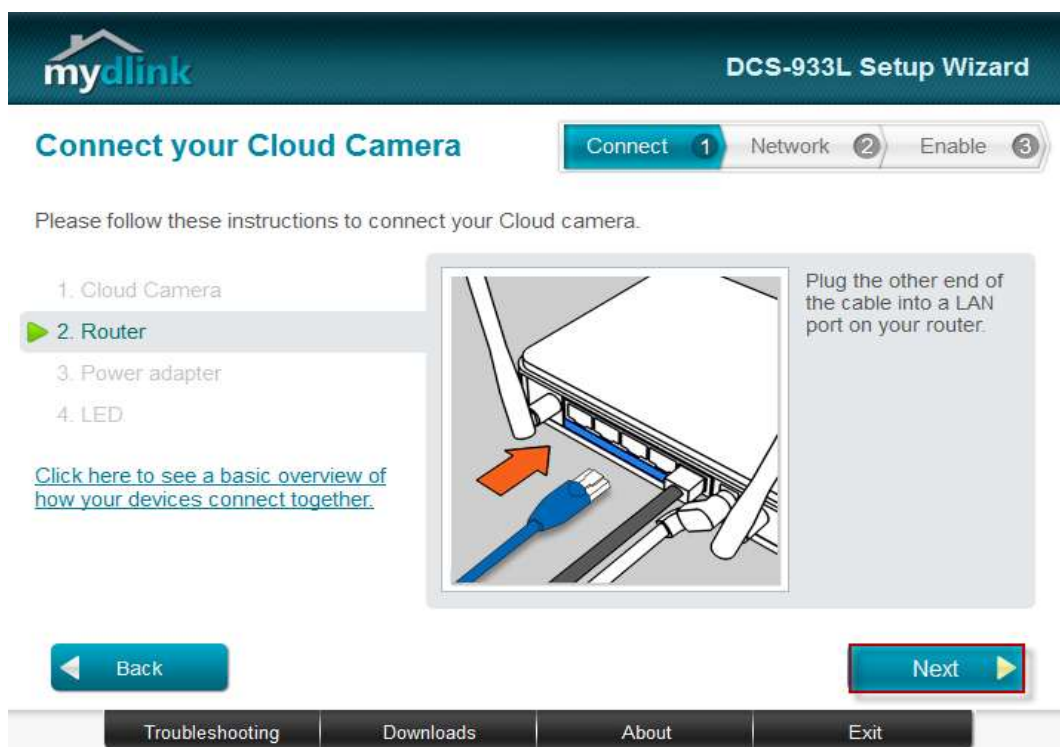 mydlink
DCS-933L Setup Wizard
Connect your Cloud Camera
Connect 1 Network 2 Enable 3
Please follow these instructions to connect your Cloud camera.
1. Cloud Camera
2. Router
3. Power adapter
4. LED
Click here to see a basic overview of
how your devices connect together.
Plug the other end of
the cable into a LAN
port on your router.
Back
Next
Troubleshooting Downloads About Exit